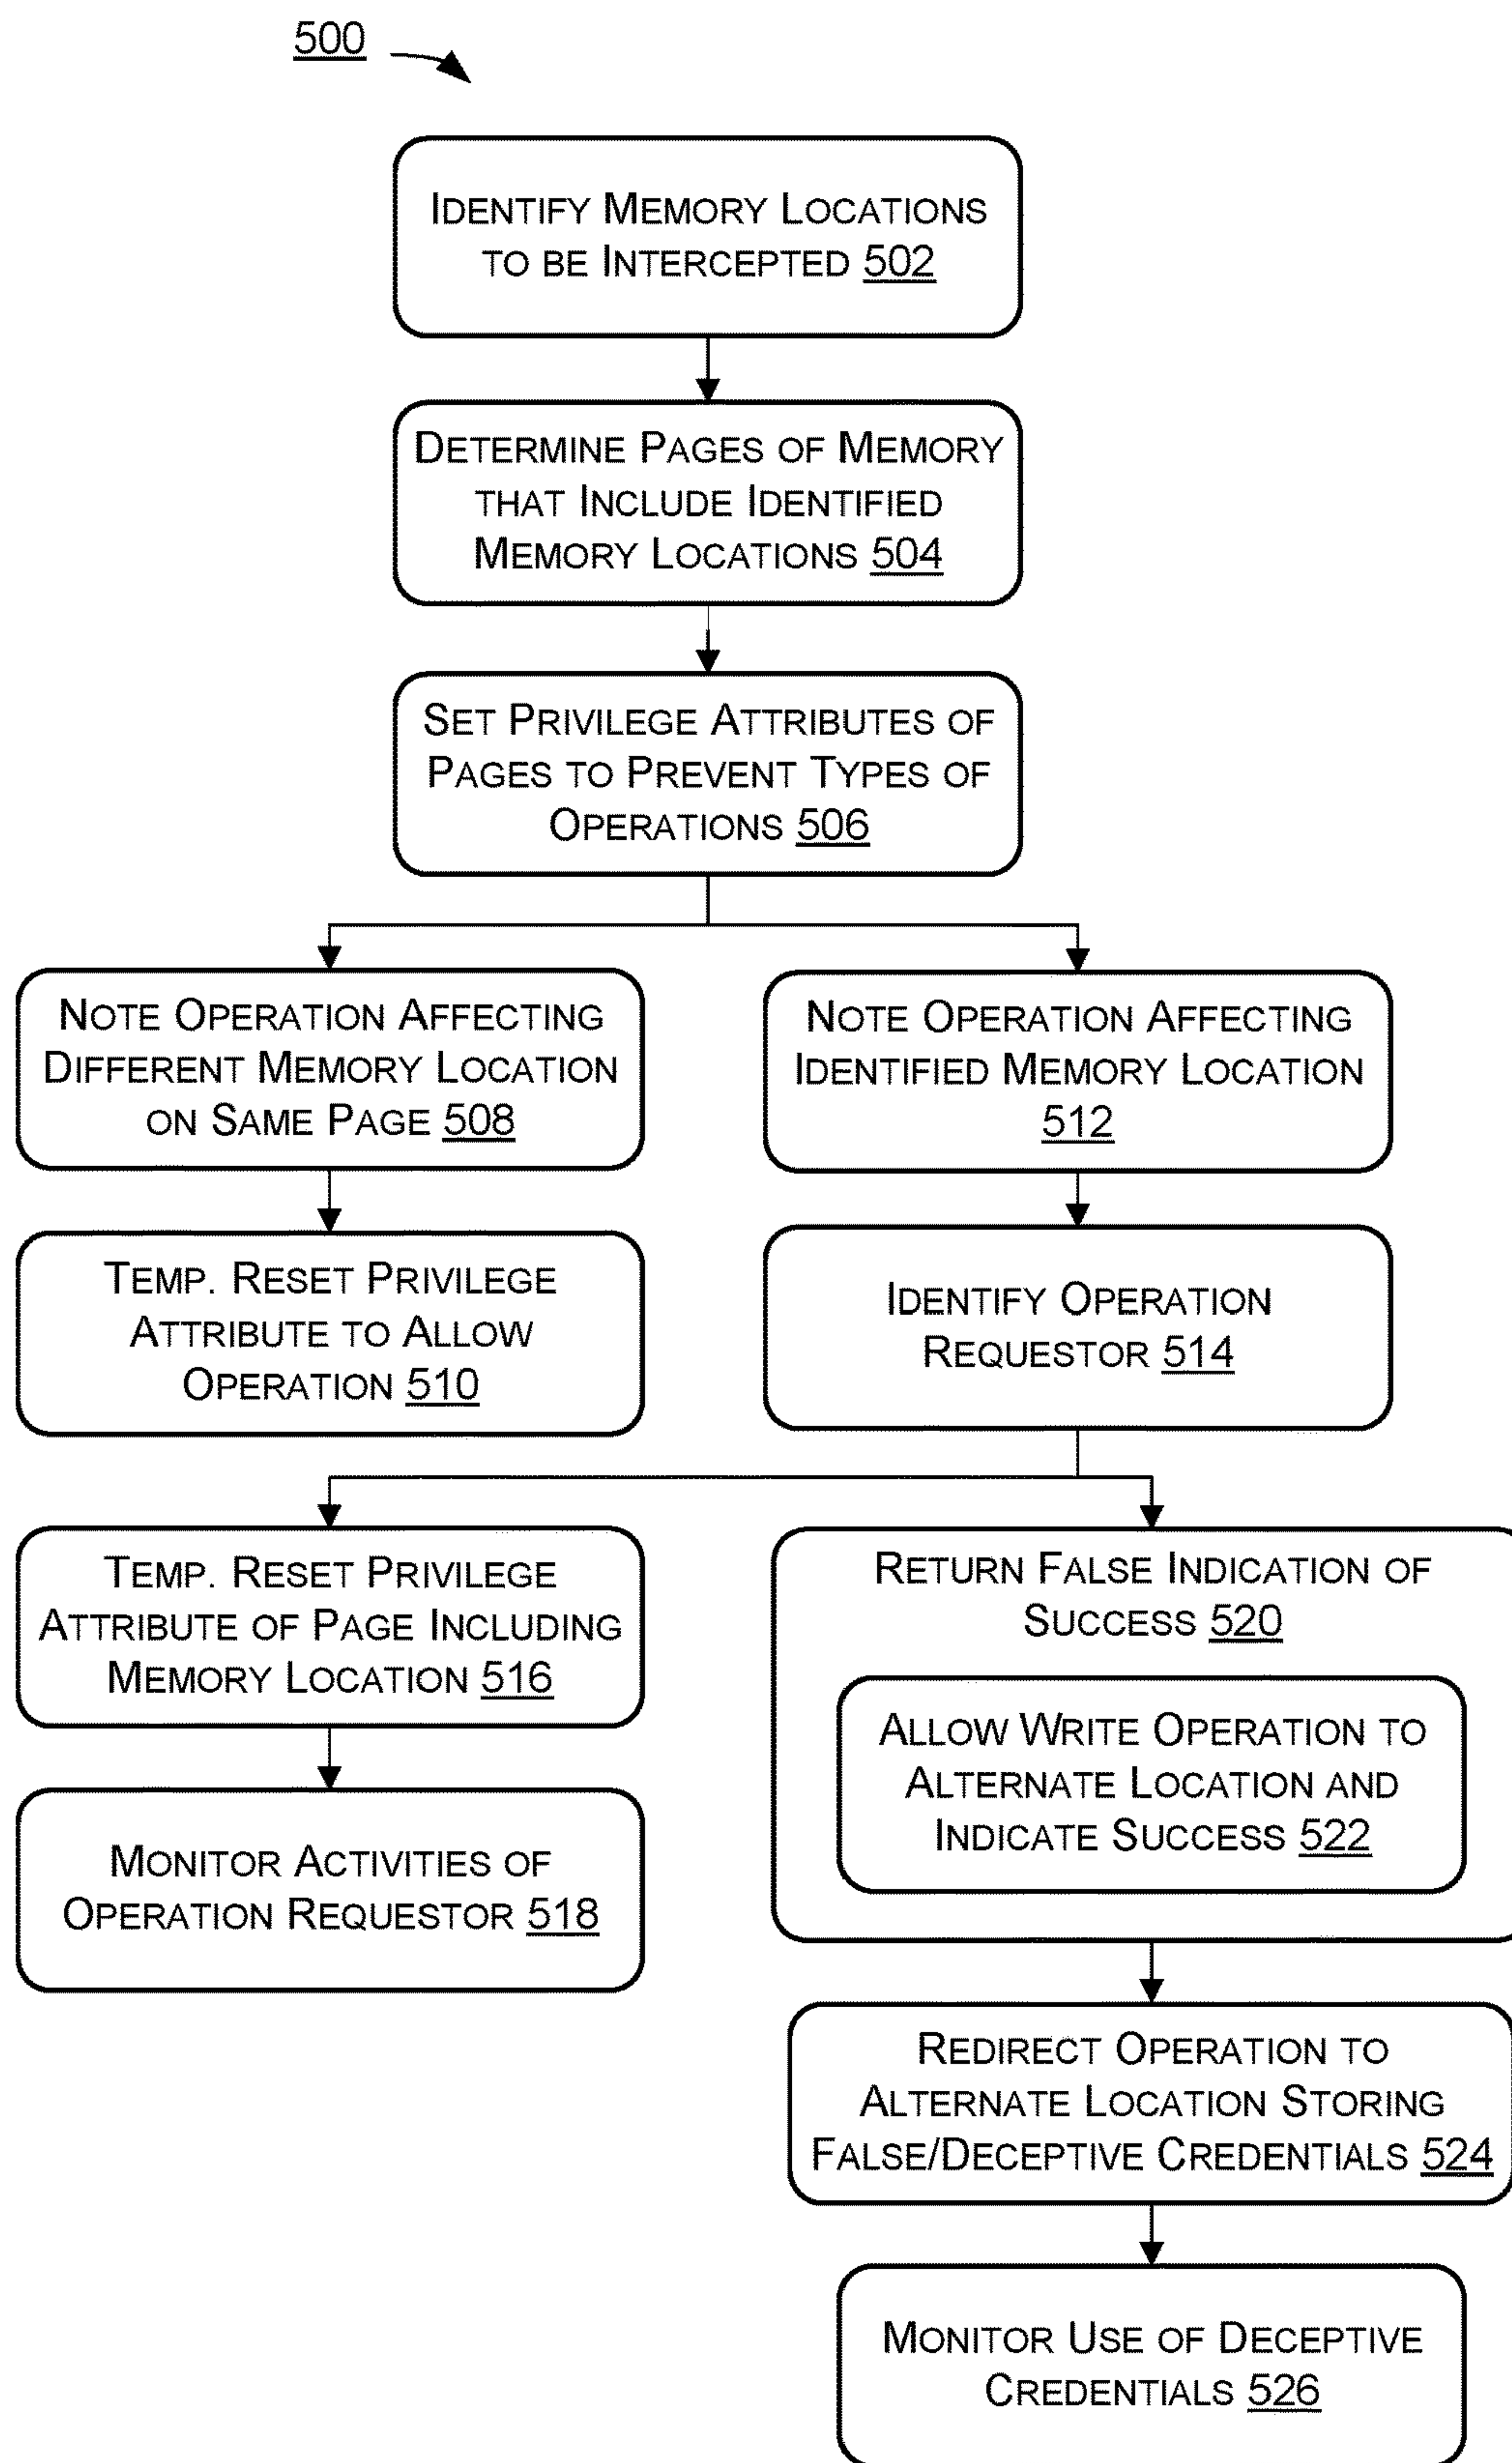 500
IDENTIFY MEMORY LOCATIONS
TO BE INTERCEPTED 502
DETERMINE PAGES OF MEMORY
THAT INCLUDE IDENTIFIED
MEMORY LOCATIONS 504
SET PRIVILEGE ATTRIBUTES OF
PAGES TO PREVENT TYPES OF
OPERATIONS 506
NOTE OPERATION AFFECTING
DIFFERENT MEMORY LOCATION
ON SAME PAGE 508
NOTE OPERATION AFFECTING
IDENTIFIED MEMORY LOCATION
512
TEMP. RESET PRIVILEGE
ATTRIBUTE TO ALLOW
OPERATION 510
IDENTIFY OPERATION
REQUESTOR 514
TEMP. RESET PRIVILEGE
ATTRIBUTE OF PAGE INCLUDING
MEMORY LOCATION 516
RETURN FALSE INDICATION OF
SUCCESS 520
ALLOW WRITE OPERATION TO
ALTERNATE LOCATION AND
INDICATE SUCCESS 522
MONITOR ACTIVITIES OF
OPERATION REQUESTOR 518
REDIRECT OPERATION TO
ALTERNATE LOCATION STORING
FALSE/DECEPTIVE CREDENTIALS 524
MONITOR USE OF DECEPTIVE
CREDENTIALS 526